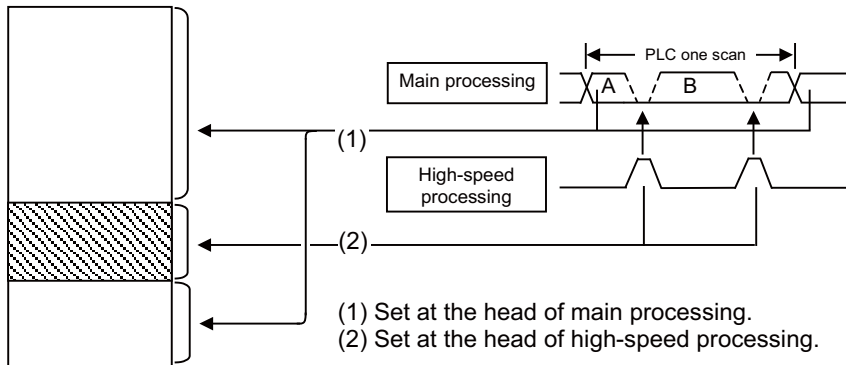 PLC one scan
Main processing
A
B
(1)
High-speed
processing
(2)
(1) Set at the head of main processing.
(2) Set at the head of high-speed processing.